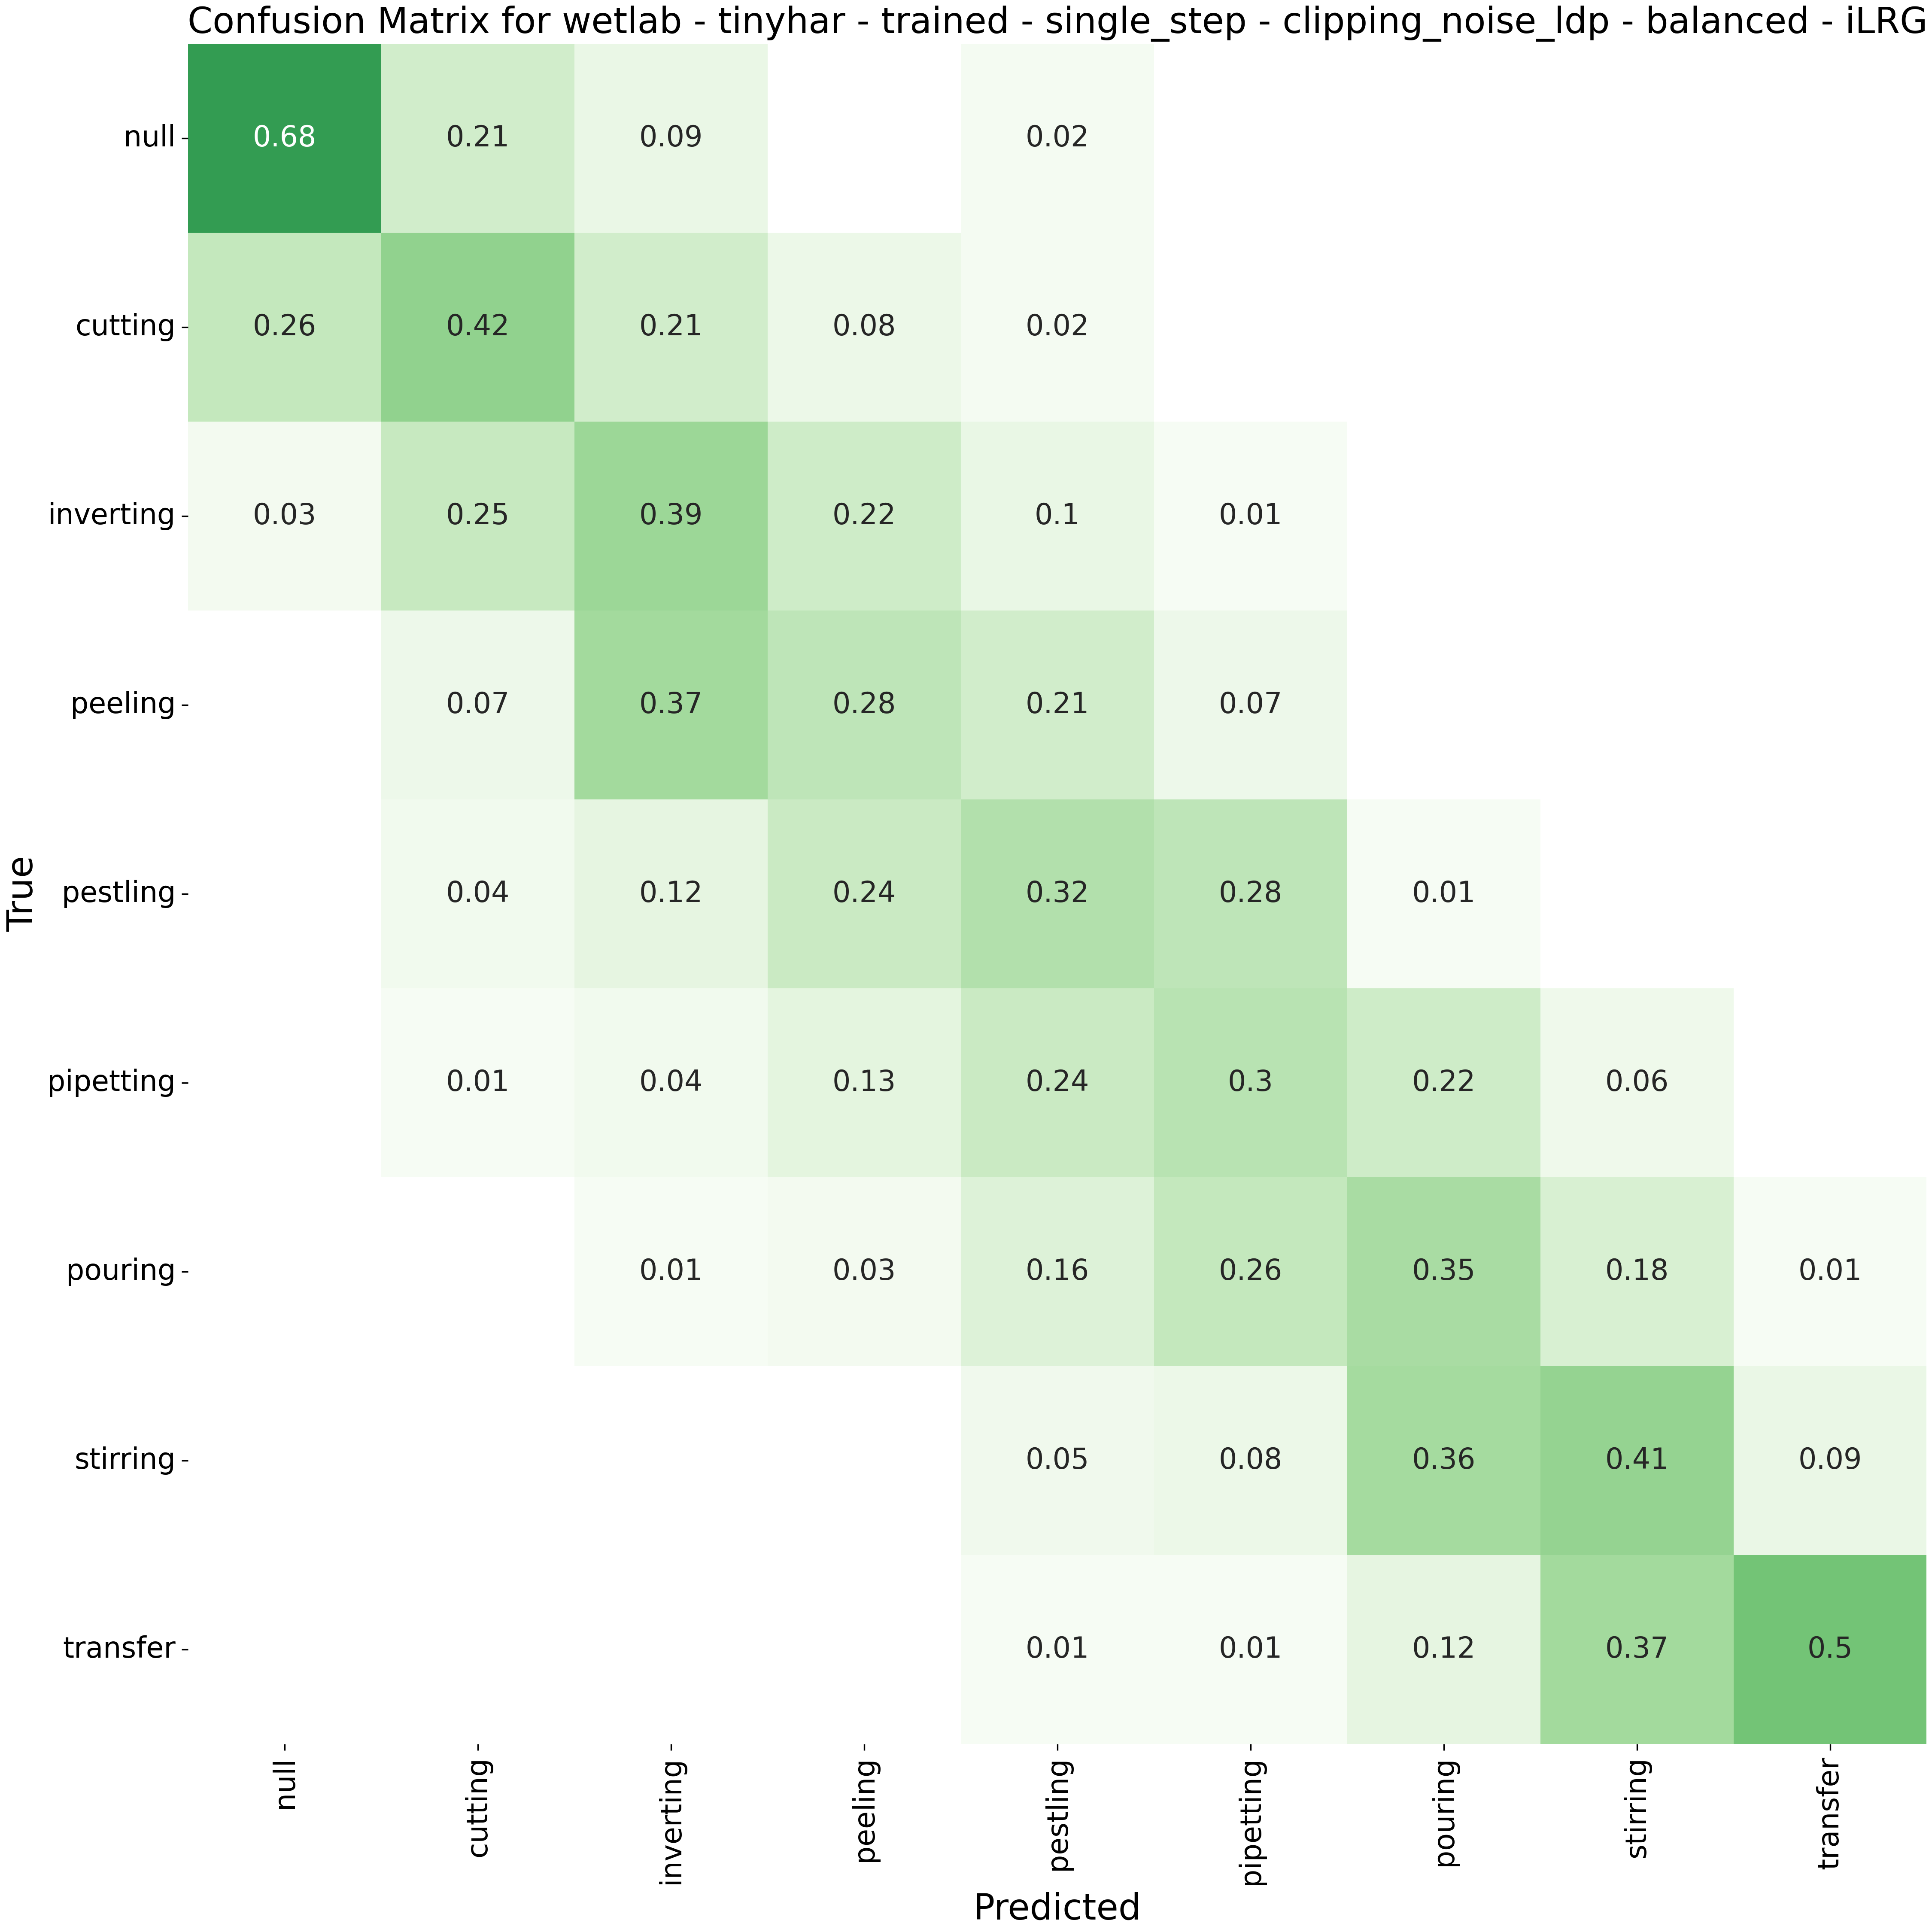 Confusion Matrix for wetlab - tinyhar - trained - single_step - clipping_noise_ldp - balanced - iLRG
null 0.68 0.21 0.09 0.02
cutting 0.26 0.42 0.21 0.08 0.02
inverting 0.03 0.25 0.39 0.22 0.1 0.01
peeling 0.07 0.37 0.28 0.21 0.07
pestling 0.04 0.12 0.24 0.32 0.28 0.01
pipetting 0.01 0.04 0.13 0.24 0.3 0.22 0.06
pouring 0.01 0.03 0.16 0.26 0.35 0.18 0.01
stirring 0.05 0.08 0.36 0.41 0.09
transfer 0.01 0.01 0.12 0.37 0.5
True
null cutting inverting peeling pestling pipetting pouring stirring transfer
Predicted